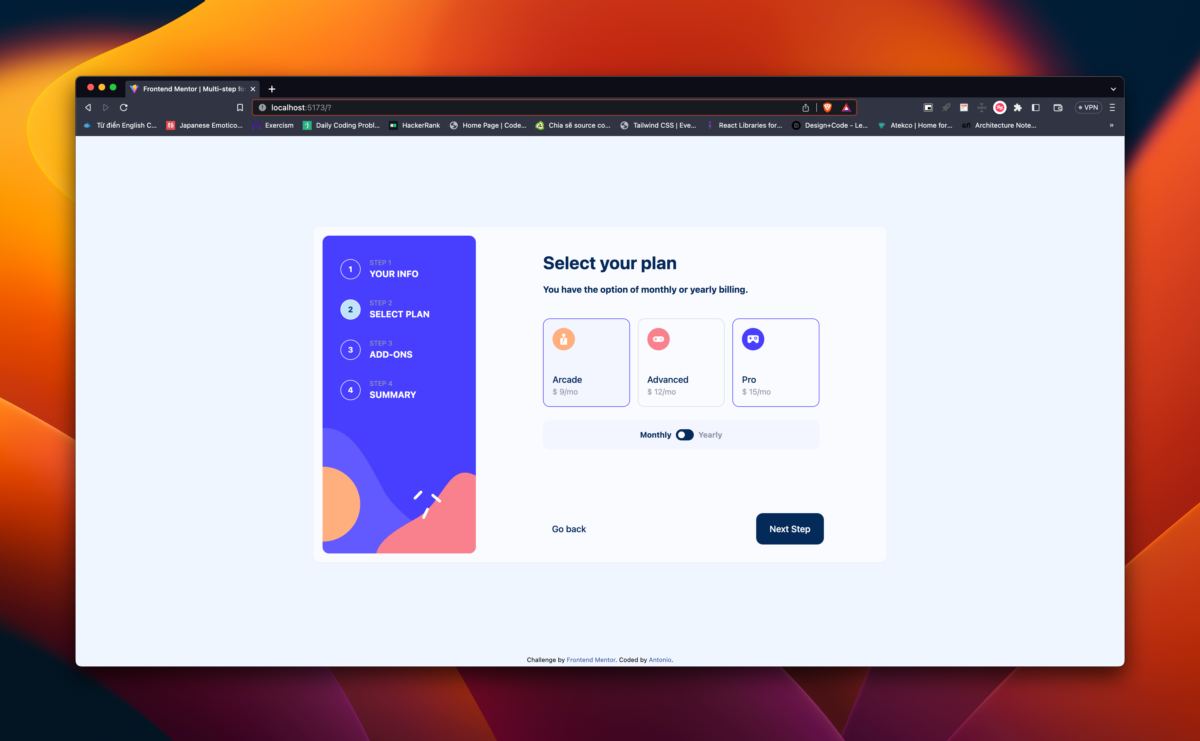 Frontend Mentor | Multi-step fo
localhost:5173/?
VPN
Từ điển English C...
Japanese Emotico...
Exercism
Daily Coding Probl...
HackerRank
Home Page | Code...
Chia sẽ source co...
Tailwind CSS | Eve...
React Libraries for...
Design+Code – Le...
Atekco | Home for...
Architecture Note...
1
STEP 1
YOUR INFO
2
STEP 2
SELECT PLAN
3
STEP 3
ADD-ONS
4
STEP 4
SUMMARY
Select your plan
You have the option of monthly or yearly billing.
Arcade
$ 9/mo
Advanced
$ 12/mo
Pro
$ 15/mo
Monthly
Yearly
Go back
Next Step
Challenge by Frontend Mentor. Coded by Antonio.